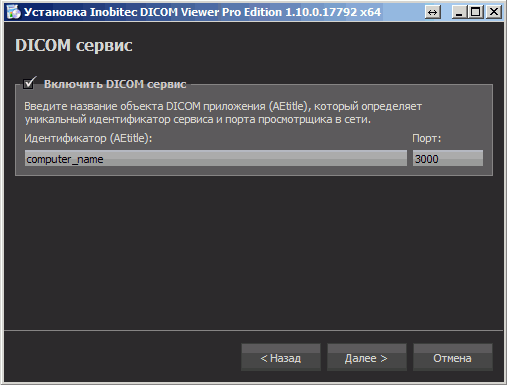 Установка Inobitec DICOM Viewer Pro Edition 1.10.0.17792 x64
DICOM сервис
Включить DICOM сервис
Введите название объекта DICOM приложения (AEtitle), который определяет
уникальный идентификатор сервиса и порта просмотрщика в сети.
Идентификатор (AEtitle): Порт:
computer_name 3000
< Назад Далее > Отмена